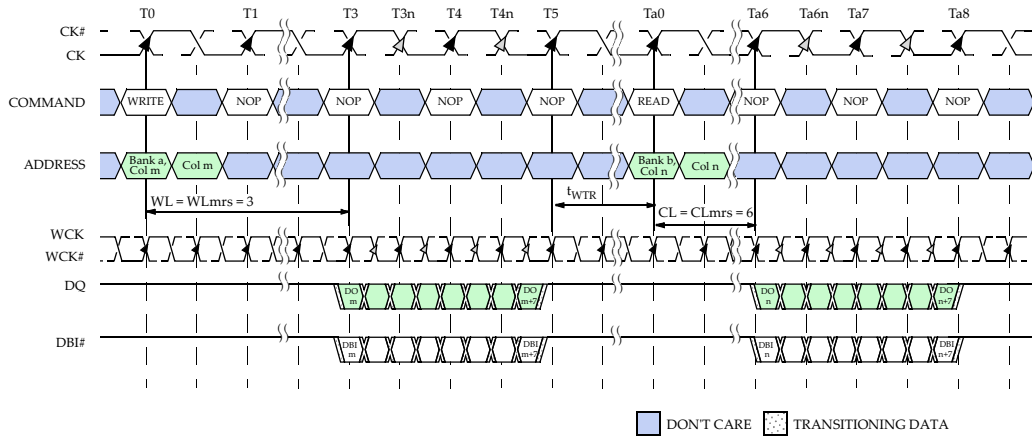 T0 T1 T3 T3n T4 T4n T5 Ta0 Ta6 Ta6n Ta7 Ta8
CK#
CK
COMMAND WRITE NOP NOP NOP NOP READ NOP NOP NOP
ADDRESS Bank a, Col m Col m Bank b, Col n Col n
WL = WLmrs = 3 tWTR CL = CLmrs = 6
WCK
WCK#
DQ DO m DO m+7 DO n DO n+7
DBI# DBI m DBI m+7 DBI n DBI n+7
DON'T CARE TRANSITIONING DATA